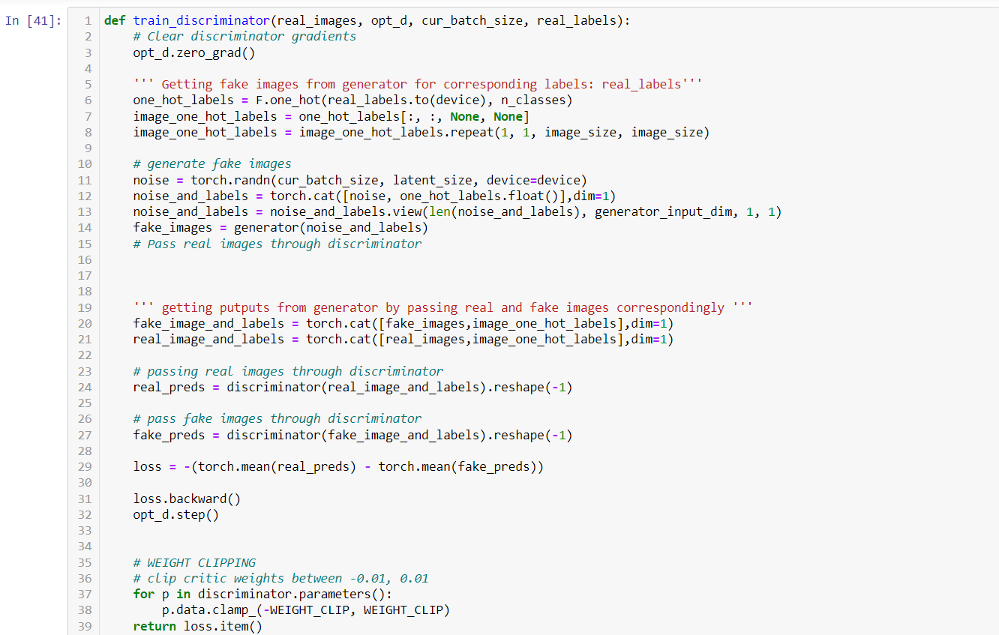 In [41]:
1 def train_discriminator(real_images, opt_d, cur_batch_size, real_labels):
2     # Clear discriminator gradients
3     opt_d.zero_grad()
4
5     ''' Getting fake images from generator for corresponding labels: real_labels'''
6     one_hot_labels = F.one_hot(real_labels.to(device), n_classes)
7     image_one_hot_labels = one_hot_labels[:, :, None, None]
8     image_one_hot_labels = image_one_hot_labels.repeat(1, 1, image_size, image_size)
9
10     # generate fake images
11     noise = torch.randn(cur_batch_size, latent_size, device=device)
12     noise_and_labels = torch.cat([noise, one_hot_labels.float()],dim=1)
13     noise_and_labels = noise_and_labels.view(len(noise_and_labels), generator_input_dim, 1, 1)
14     fake_images = generator(noise_and_labels)
15     # Pass real images through discriminator
16
17
18
19     ''' getting putputs from generator by passing real and fake images correspondingly '''
20     fake_image_and_labels = torch.cat([fake_images,image_one_hot_labels],dim=1)
21     real_image_and_labels = torch.cat([real_images,image_one_hot_labels],dim=1)
22
23     # passing real images through discriminator
24     real_preds = discriminator(real_image_and_labels).reshape(-1)
25
26     # pass fake images through discriminator
27     fake_preds = discriminator(fake_image_and_labels).reshape(-1)
28
29     loss = -(torch.mean(real_preds) - torch.mean(fake_preds))
30
31     loss.backward()
32     opt_d.step()
33
34
35     # WEIGHT CLIPPING
36     # clip critic weights between -0.01, 0.01
37     for p in discriminator.parameters():
38         p.data.clamp_(-WEIGHT_CLIP, WEIGHT_CLIP)
39     return loss.item()